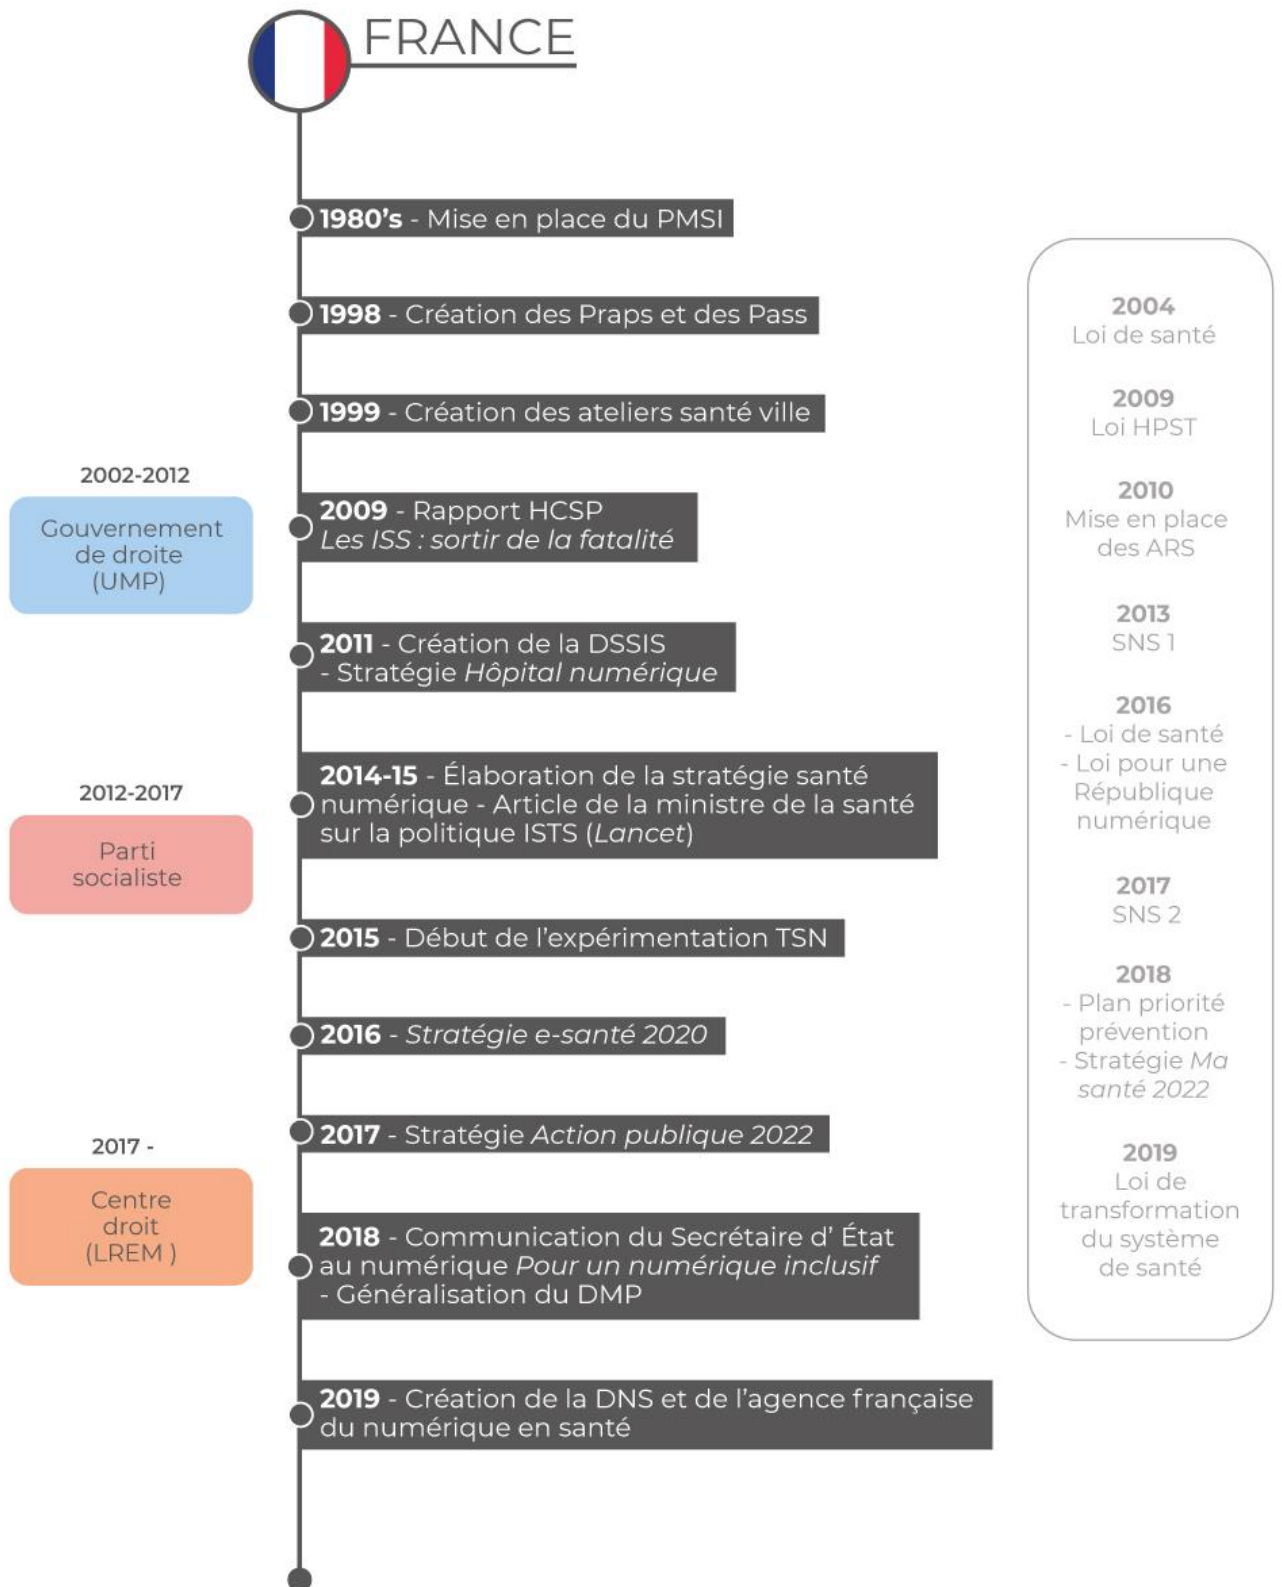 FRANCE
1980's - Mise en place du PMSI
1998 - Création des Praps et des Pass
1999 - Création des ateliers santé ville
2002-2012
Gouvernement
de droite
(UMP)
2009 - Rapport HCSP
Les ISS : sortir de la fatalité
2011 - Création de la DSSIS
- Stratégie Hôpital numérique
2012-2017
Parti
socialiste
2014-15 - Élaboration de la stratégie santé
numérique - Article de la ministre de la santé
sur la politique ISTS (Lancet)
2015 - Début de l'expérimentation TSN
2016 - Stratégie e-santé 2020
2017 - Stratégie Action publique 2022
2017 -
Centre
droit
(LREM )
2018 - Communication du Secrétaire d' État
au numérique Pour un numérique inclusif
- Généralisation du DMP
2019 - Création de la DNS et de l'agence française
du numérique en santé
2004
Loi de santé
2009
Loi HPST
2010
Mise en place
des ARS
2013
SNS 1
2016
- Loi de santé
- Loi pour une
République
numérique
2017
SNS 2
2018
- Plan priorité
prévention
- Stratégie Ma
santé 2022
2019
Loi de
transformation
du système
de santé